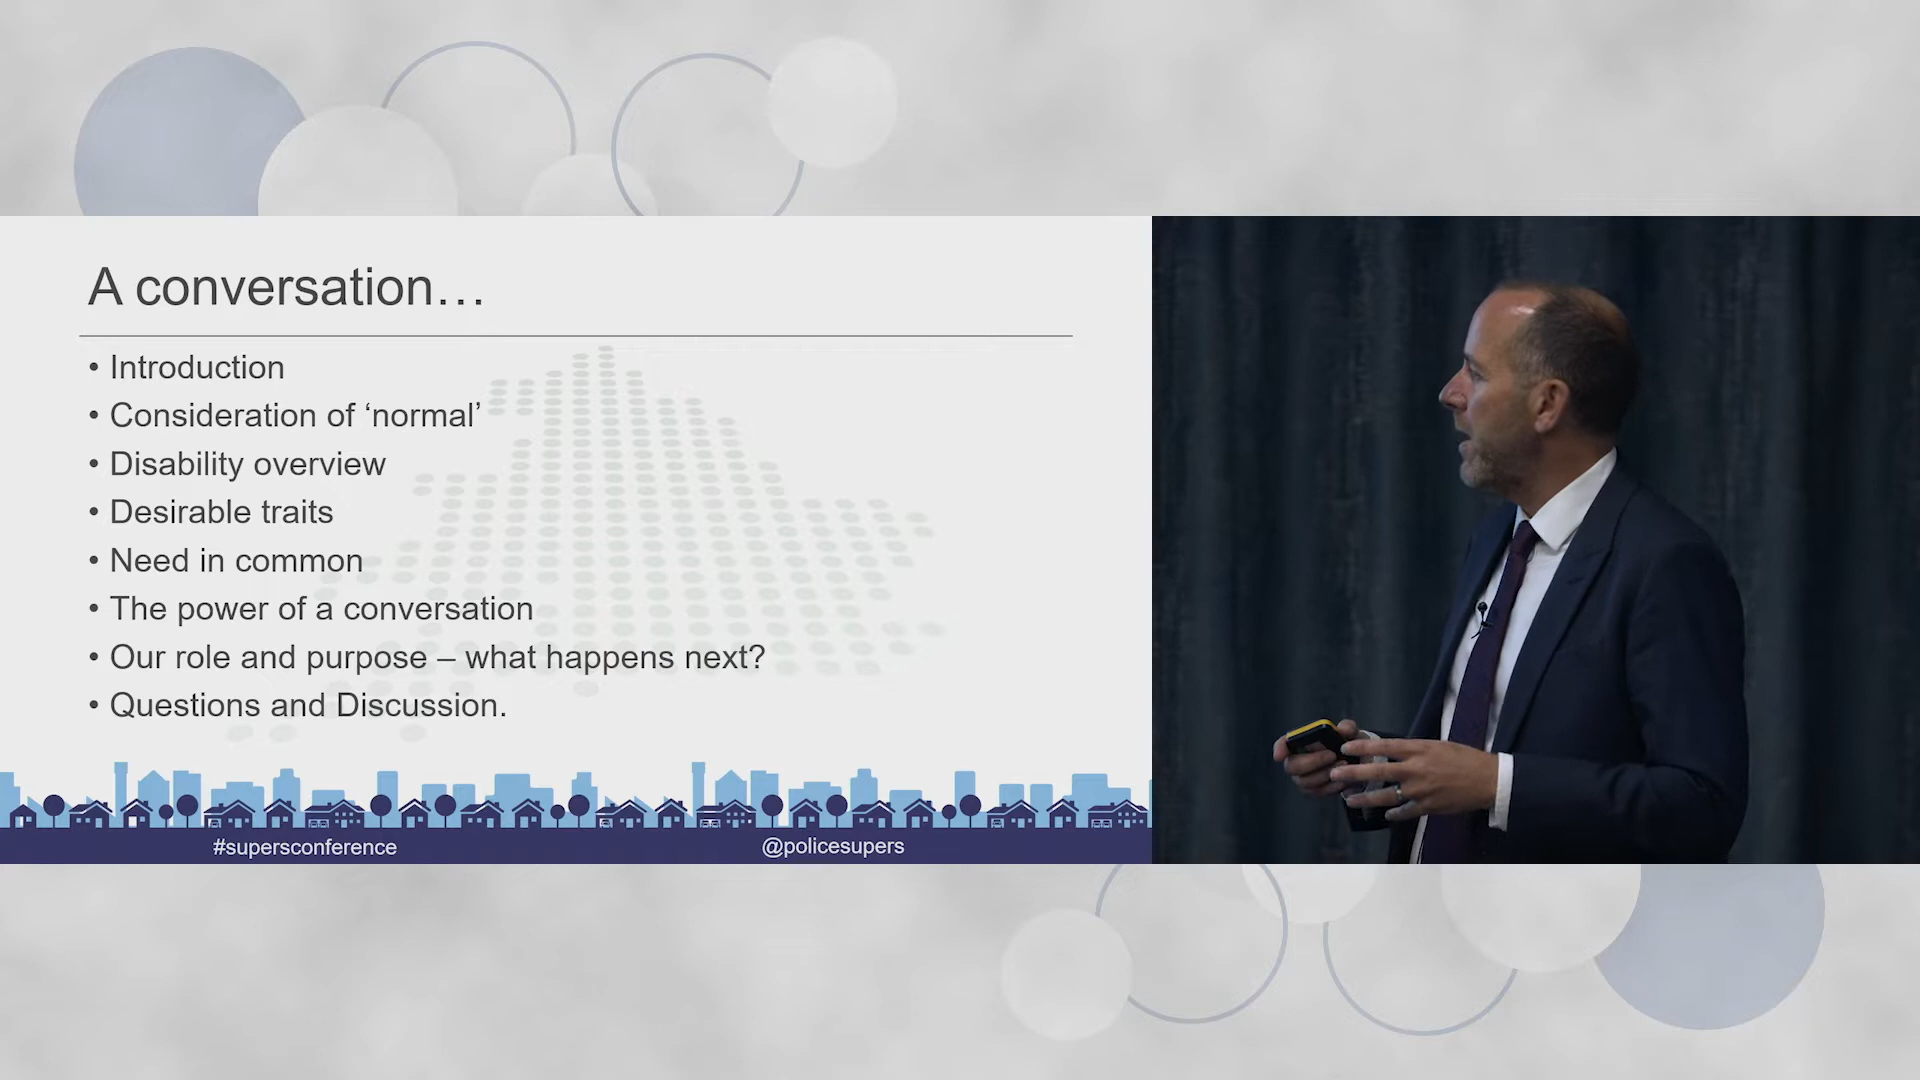 A conversation…
• Introduction
• Consideration of ‘normal’
• Disability overview
• Desirable traits
• Need in common
• The power of a conversation
• Our role and purpose – what happens next?
• Questions and Discussion.
#supersconference
@policesupers